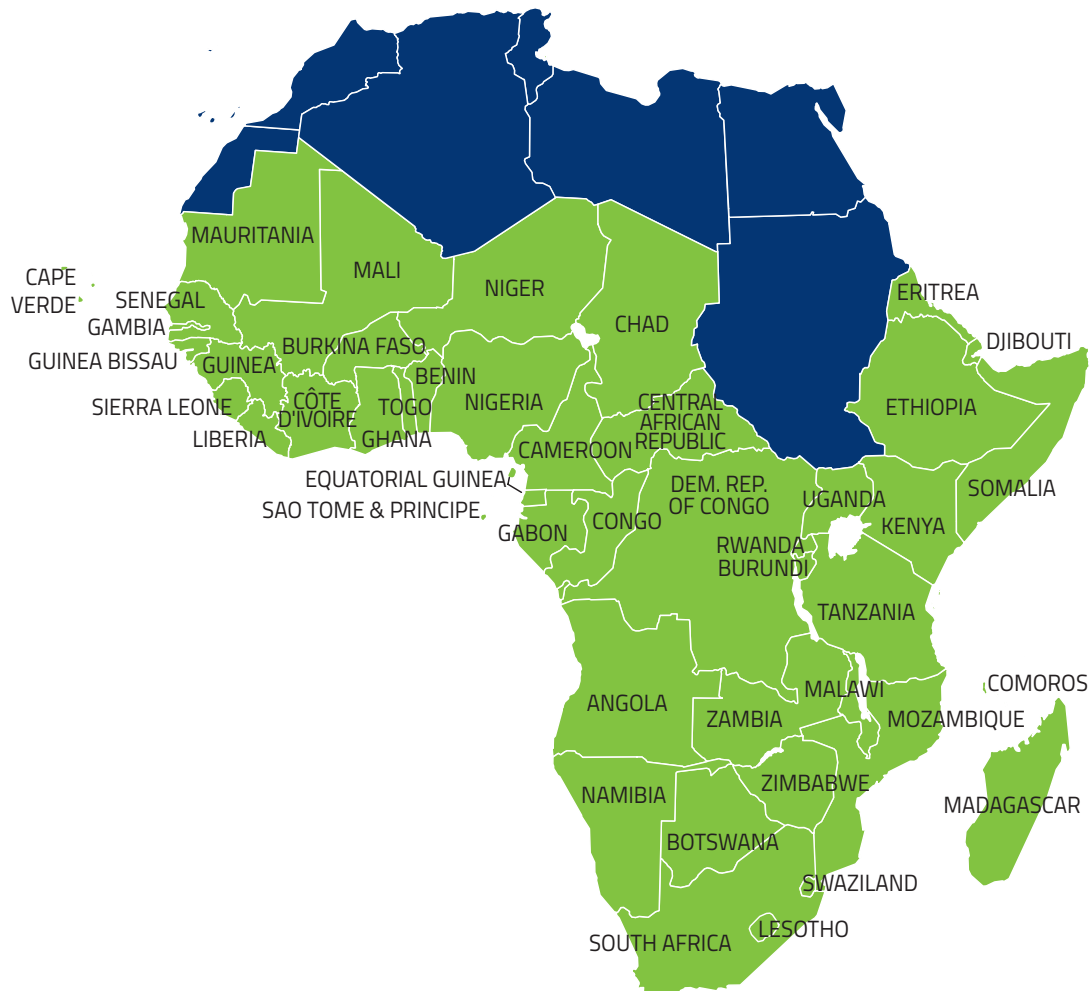 MAURITANIA
MALI
NIGER
CHAD
CAPE
VERDE
SENEGAL
GAMBIA
GUINEA BISSAU
GUINEA
SIERRA LEONE
LIBERIA
CÔTE
D'IVOIRE
BURKINA FASO
GHANA
TOGO
BENIN
NIGERIA
ERITREA
DJIBOUTI
ETHIOPIA
SOMALIA
CENTRAL
AFRICAN
REPUBLIC
CAMEROON
EQUATORIAL GUINEA
SAO TOME & PRINCIPE
GABON
CONGO
DEM. REP.
OF CONGO
UGANDA
KENYA
RWANDA
BURUNDI
TANZANIA
COMOROS
ANGOLA
ZAMBIA
MALAWI
MOZAMBIQUE
MADAGASCAR
NAMIBIA
ZIMBABWE
BOTSWANA
SWAZILAND
LESOTHO
SOUTH AFRICA